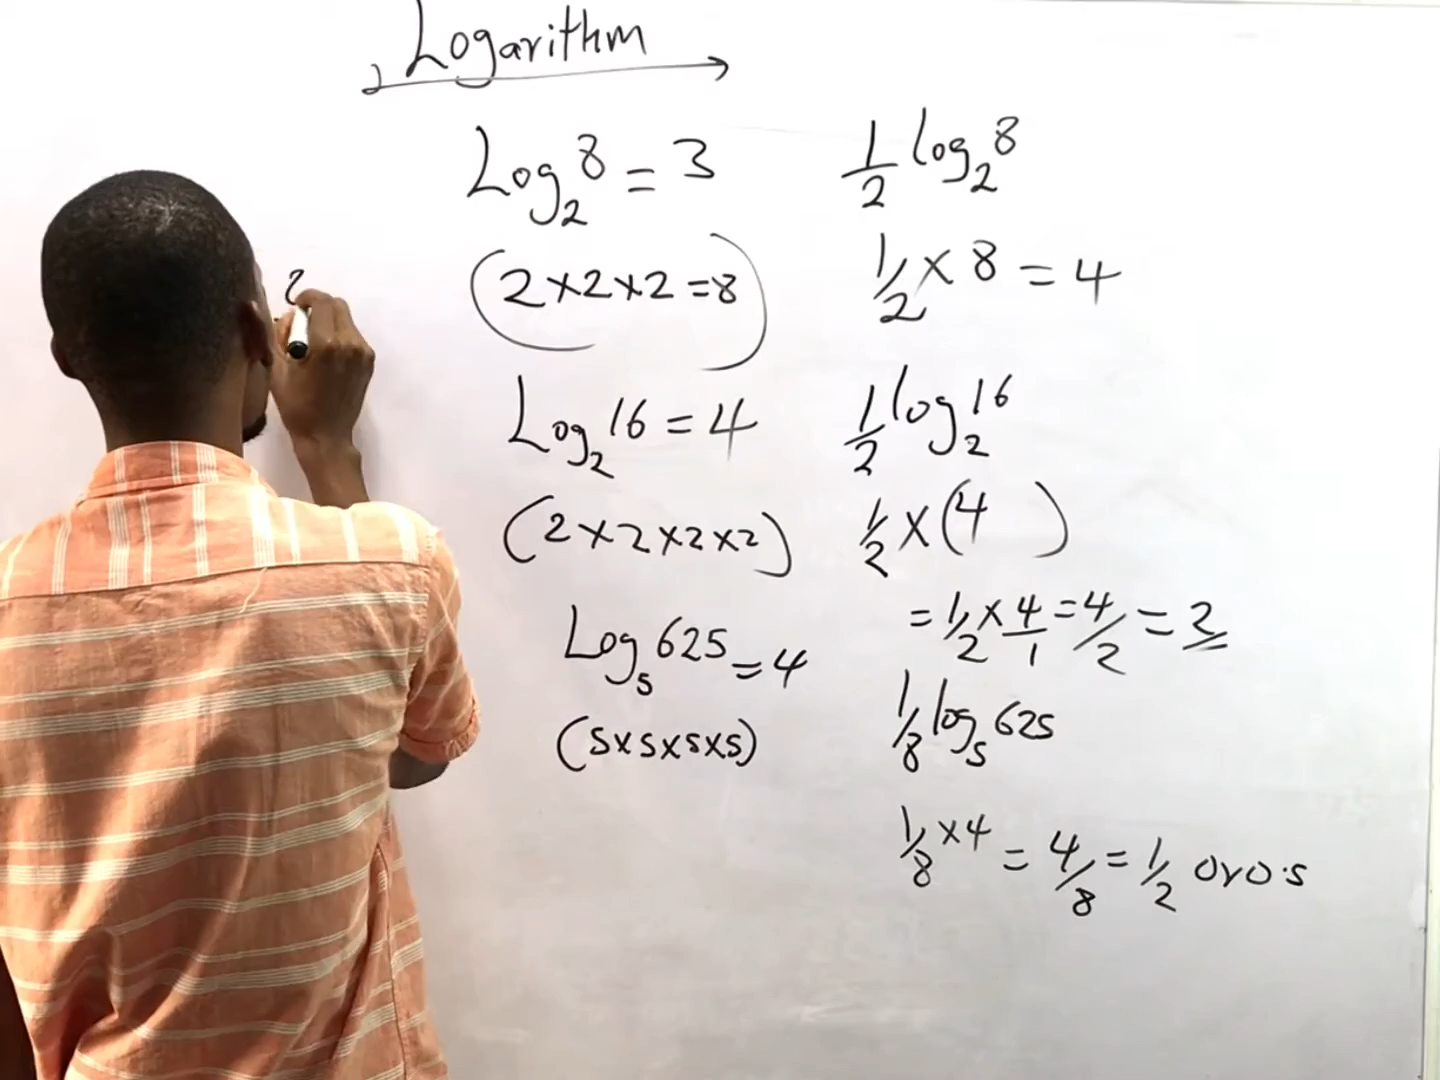 Logarithm
Log₂8 = 3
(2×2×2=8)
Log₂16 = 4
(2×2×2×2)
Log₅625 = 4
(5×5×5×5)
1/2 log₂8
1/2 × 8 = 4
1/2 log₂16
1/2 × (4 )
= 1/2 × 4/1 = 4/2 = 2
1/8 log₅625
1/8 × 4 = 4/8 = 1/2 or 0.5